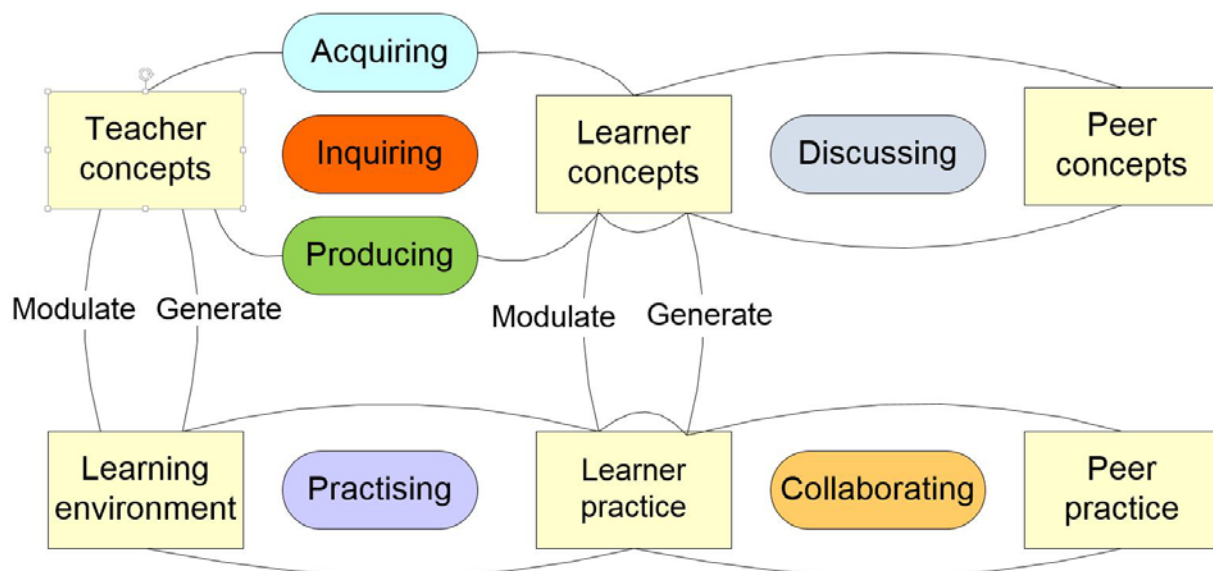 Acquiring
Teacher
concepts
Inquiring
Learner
concepts
Discussing
Peer
concepts
Producing
Modulate
Generate
Modulate
Generate
Learning
environment
Practising
Learner
practice
Collaborating
Peer
practice